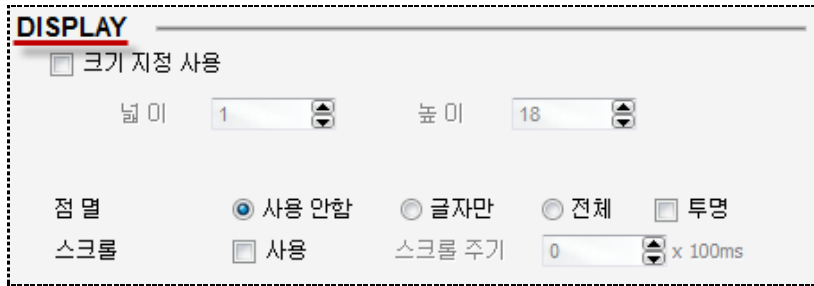 DISPLAY
크기 지정 사용
넓 이 1 높 이 18
점 멸 사용 안함 글자만 전체 투명
스크롤 사용 스크롤 주기 0 x 100ms